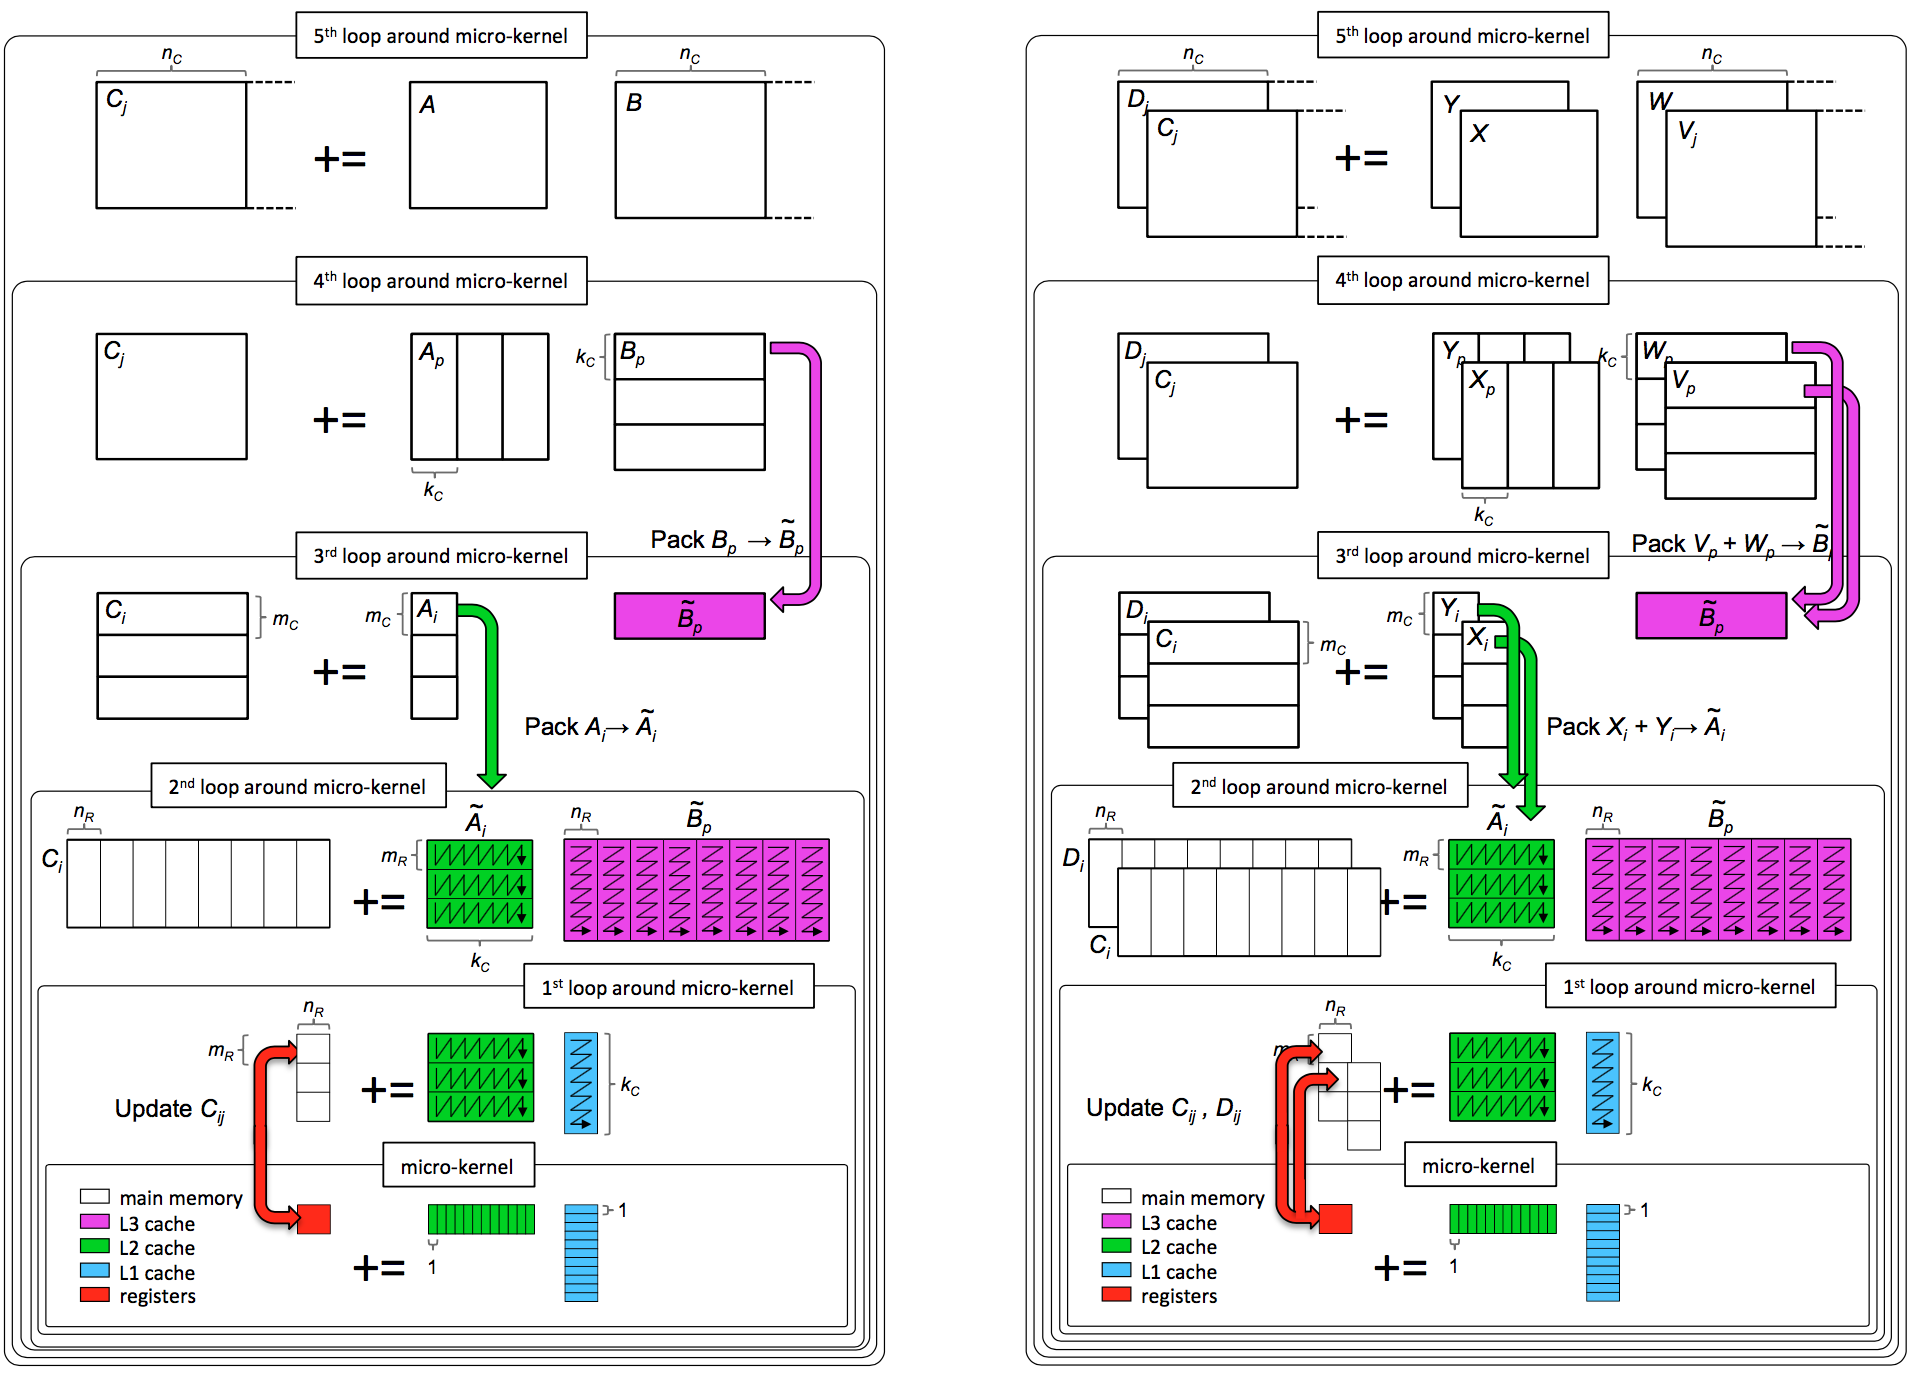 5th loop around micro-kernel
nC
nC
Cj
+=
A
B
4th loop around micro-kernel
Cj
+=
Ap
kC
kC
Bp
Pack Bp → B̃p
3rd loop around micro-kernel
Ci
mC
+=
mC
Ai
B̃p
Pack Ai → Ãi
2nd loop around micro-kernel
nR
Ci
+=
mR
Ãi
kC
nR
B̃p
1st loop around micro-kernel
nR
mR
+=
kC
Update Cij
micro-kernel
main memory
L3 cache
L2 cache
L1 cache
registers
+=
1
1
5th loop around micro-kernel
nC
nC
Dj
Cj
+=
Y
X
W
Vj
4th loop around micro-kernel
Dj
Cj
+=
Yp
Xp
kC
kC
Wp
Vp
Pack Vp + Wp → B̃p
3rd loop around micro-kernel
Di
Ci
mC
+=
mC
Yi
Xi
B̃p
Pack Xi + Yi → Ãi
2nd loop around micro-kernel
nR
Di
Ci
+=
mR
Ãi
kC
nR
B̃p
1st loop around micro-kernel
nR
mR
+=
kC
Update Cij , Dij
micro-kernel
main memory
L3 cache
L2 cache
L1 cache
registers
+=
1
1